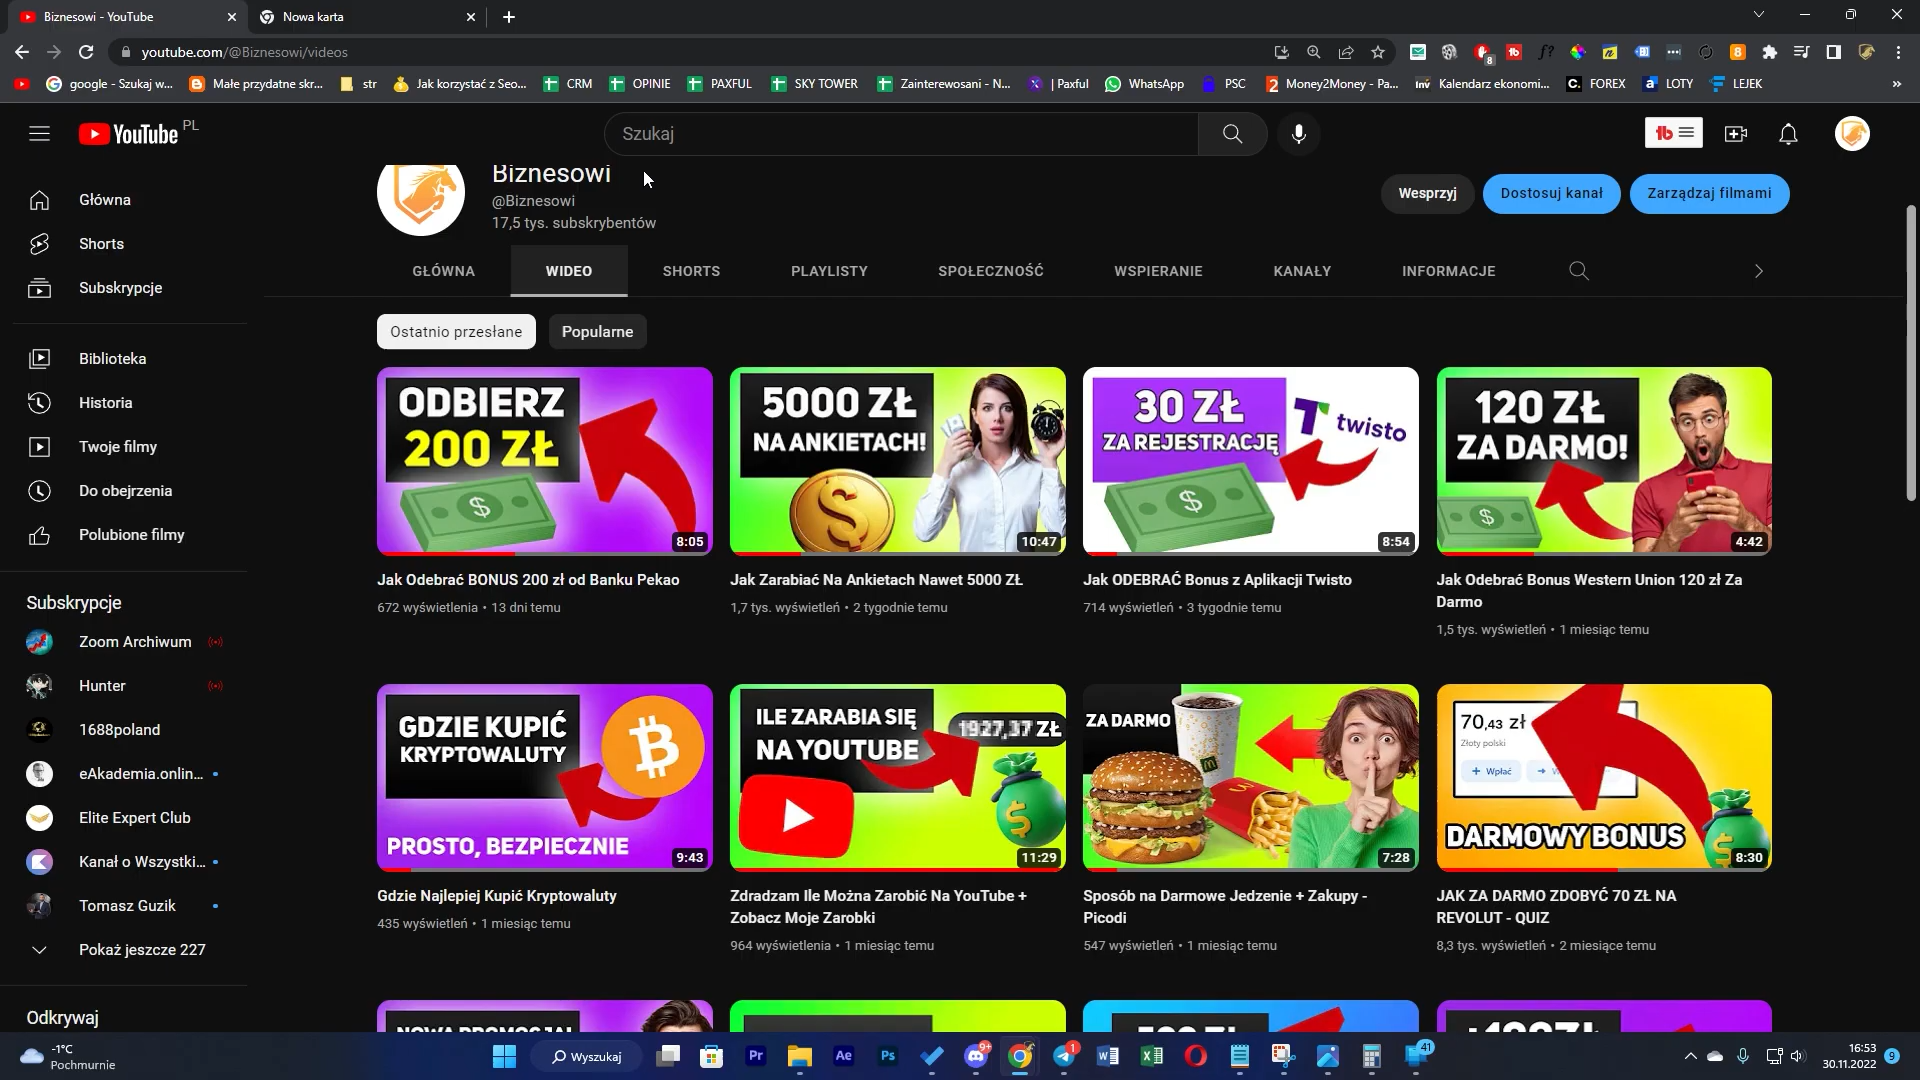 Biznesowi - YouTube
Nowa karta
youtube.com/@Biznesowi/videos
google - Szukaj w...
Małe przydatne skr...
str
Jak korzystać z Seo...
CRM
OPINIE
PAXFUL
SKY TOWER
Zainteresowani - N...
| Paxful
WhatsApp
PSC
Money2Money - Pa...
Kalendarz ekonomi...
FOREX
LOTY
LEJEK
YouTube PL
Szukaj
Biznesowi
@Biznesowi
17,5 tys. subskrybentów
Wesprzyj
Dostosuj kanał
Zarządzaj filmami
GŁÓWNA
WIDEO
SHORTS
PLAYLISTY
SPOŁECZNOŚĆ
WSPIERANIE
KANAŁY
INFORMACJE
Ostatnio przesłane
Popularne
Główna
Shorts
Subskrypcje
Biblioteka
Historia
Twoje filmy
Do obejrzenia
Polubione filmy
Subskrypcje
Zoom Archiwum
Hunter
1688poland
eAkademia.onlin...
Elite Expert Club
Kanał o Wszystki...
Tomasz Guzik
Pokaż jeszcze 227
Odkrywaj
ODBIERZ
200 ZŁ
8:05
Jak Odebrać BONUS 200 zł od Banku Pekao
672 wyświetlenia • 13 dni temu
5000 ZŁ
NA ANKIETACH!
10:47
Jak Zarabiać Na Ankietach Nawet 5000 ZŁ
1,7 tys. wyświetleń • 2 tygodnie temu
30 ZŁ
ZA REJESTRACJĘ
twisto
8:54
Jak ODEBRAĆ Bonus z Aplikacji Twisto
714 wyświetleń • 3 tygodnie temu
120 ZŁ
ZA DARMO!
4:42
Jak Odebrać Bonus Western Union 120 zł Za
Darmo
1,5 tys. wyświetleń • 1 miesiąc temu
GDZIE KUPIĆ
KRYPTOWALUTY
PROSTO, BEZPIECZNIE
9:43
Gdzie Najlepiej Kupić Kryptowaluty
435 wyświetleń • 1 miesiąc temu
ILE ZARABIA SIĘ
NA YOUTUBE
ZŁ
11:29
Zdradzam Ile Można Zarobić Na YouTube +
Zobacz Moje Zarobki
964 wyświetlenia • 1 miesiąc temu
ZA DARMO
7:28
Sposób na Darmowe Jedzenie + Zakupy -
Picodi
547 wyświetleń • 1 miesiąc temu
70,43 zł
Złoty polski
+ Wpłać
DARMOWY BONUS
8:30
JAK ZA DARMO ZDOBYĆ 70 ZŁ NA
REVOLUT - QUIZ
8,3 tys. wyświetleń • 2 miesiące temu
NOWA PROMOCJA!
-1°C
Pochmurnie
Wyszukaj
16:53
30.11.2022